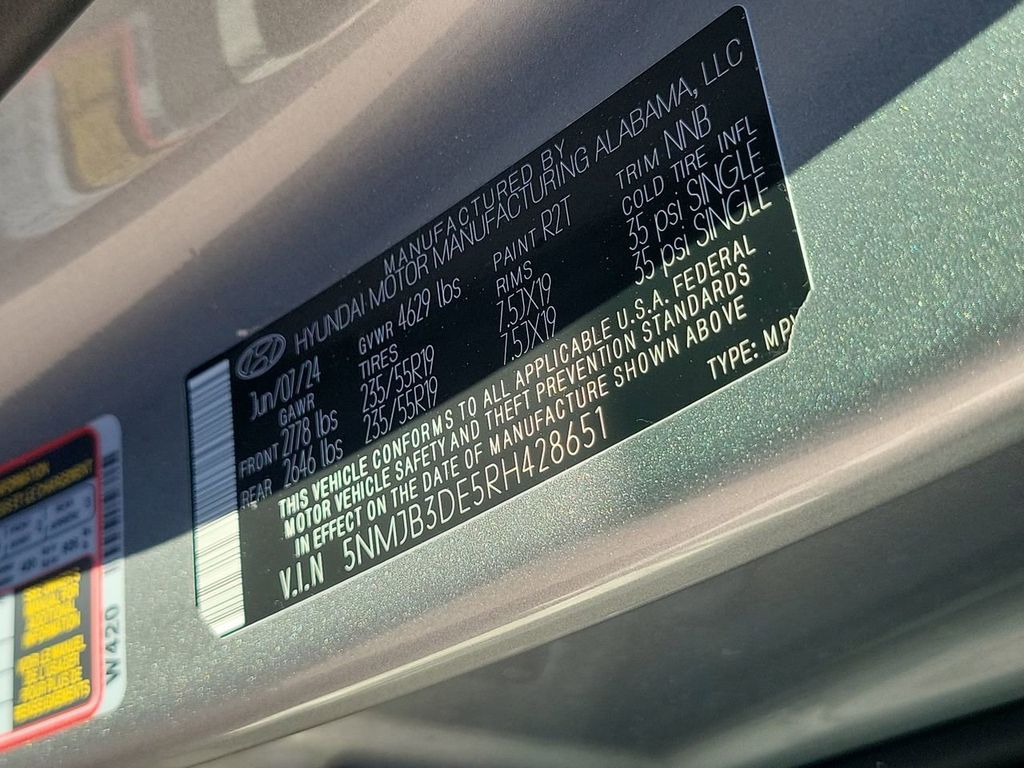 MANUFACTURED BY
HYUNDAI MOTOR MANUFACTURING ALABAMA, LLC
Jun/07/24 GVWR 4629 lbs PAINT R2T TRIM NNB
GAWR TIRES RIMS COLD TIRE INFL
FRONT 2778 lbs 235/55R19 7.5JX19 35 psi SINGLE
REAR 2646 lbs 235/55R19 7.5JX19 35 psi SINGLE
THIS VEHICLE CONFORMS TO ALL APPLICABLE U.S.A. FEDERAL
MOTOR VEHICLE SAFETY AND THEFT PREVENTION STANDARDS
IN EFFECT ON THE DATE OF MANUFACTURE SHOWN ABOVE
V.I.N 5NMJB3DE5RH428651 TYPE: MPV
W420